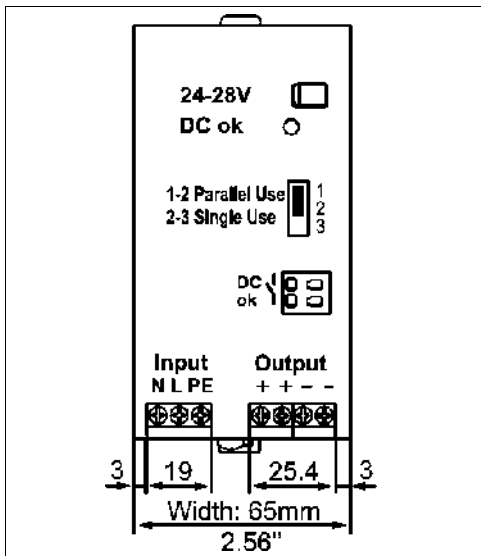 24-28V
DC ok
1-2 Parallel Use
2-3 Single Use
1
2
3
DC
ok
Input
Output
N L PE
+ + - -
3
19
25.4
3
Width: 65mm
2.56"